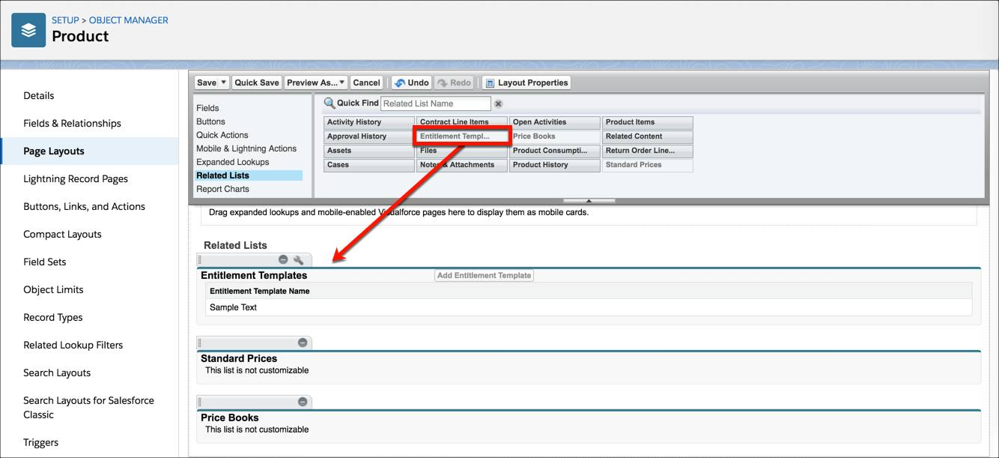 SETUP > OBJECT MANAGER
Product
Details
Fields & Relationships
Page Layouts
Lightning Record Pages
Buttons, Links, and Actions
Compact Layouts
Field Sets
Object Limits
Record Types
Related Lookup Filters
Search Layouts
Search Layouts for Salesforce
Classic
Triggers
Save Quick Save Preview As... Cancel Undo Redo Layout Properties
Fields
Buttons
Quick Actions
Mobile & Lightning Actions
Expanded Lookups
Related Lists
Report Charts
Quick Find Related List Name
Activity History Contract Line Items Open Activities Product Items
Approval History Entitlement Templ... Price Books Related Content
Assets Files Product Consumpti... Return Order Line...
Cases Notes & Attachments Product History Standard Prices
Drag expanded lookups and mobile-enabled Visualforce pages here to display them as mobile cards.
Related Lists
Entitlement Templates Add Entitlement Template
Entitlement Template Name
Sample Text
Standard Prices
This list is not customizable
Price Books
This list is not customizable